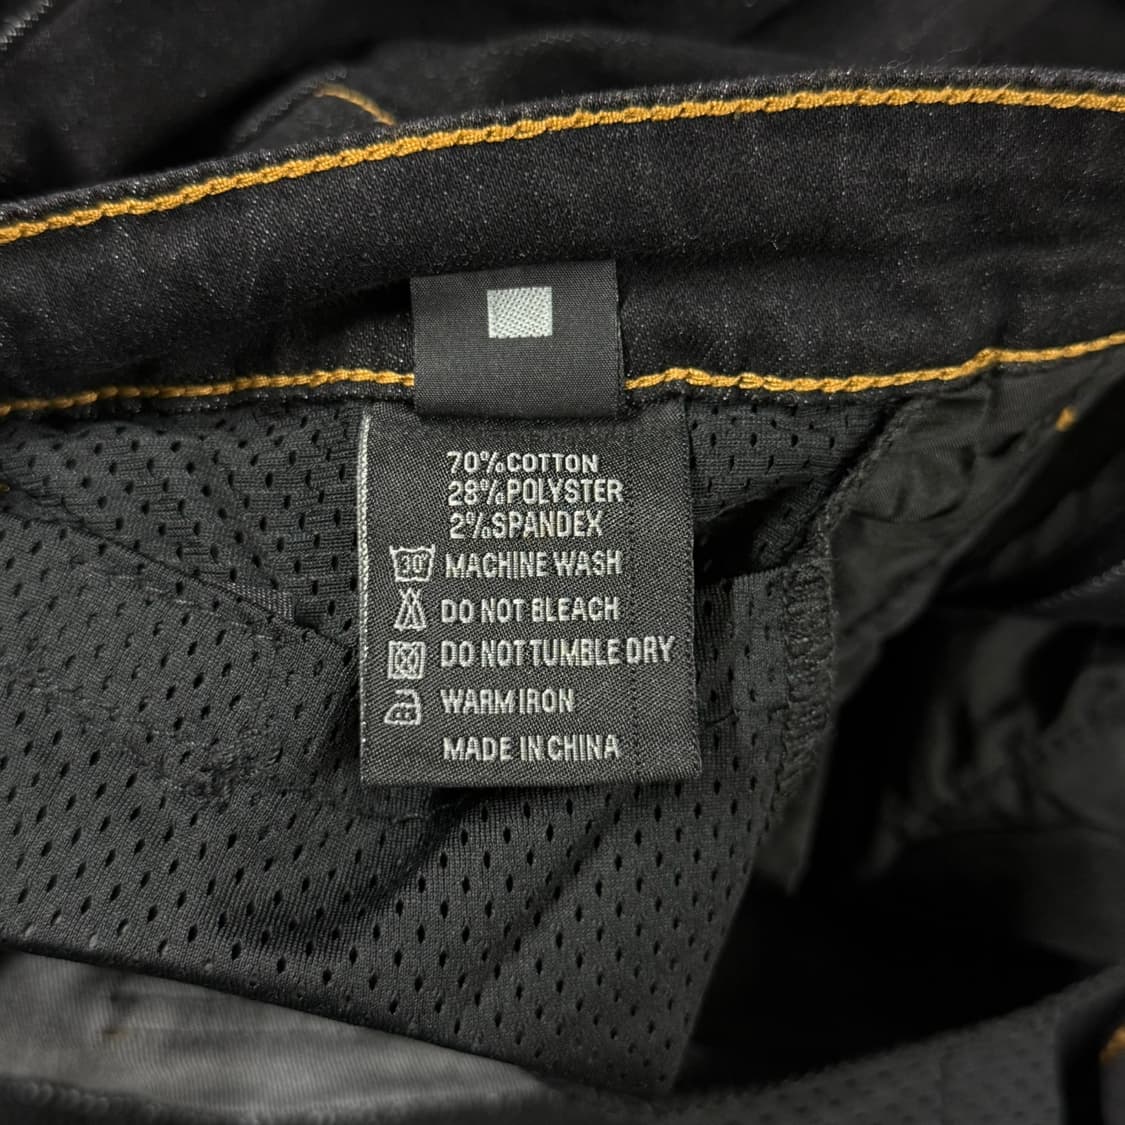 70%COTTON
28%POLYSTER
2%SPANDEX
30° MACHINE WASH
DO NOT BLEACH
DO NOT TUMBLE DRY
WARM IRON
MADE IN CHINA